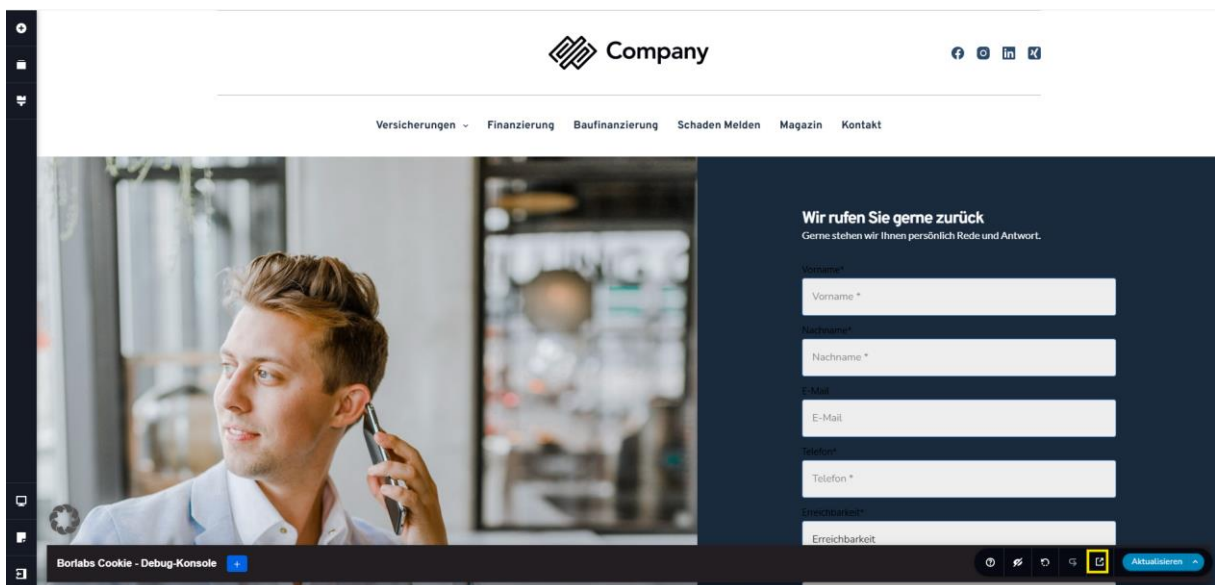 Company
Versicherungen Finanzierung Baufinanzierung Schaden Melden Magazin Kontakt
Wir rufen Sie gerne zurück
Gerne stehen wir Ihnen persönlich Rede und Antwort.
Vorname*
Vorname *
Nachname*
Nachname *
E-Mail
E-Mail
Telefon*
Telefon *
Erreichbarkeit*
Erreichbarkeit
Borlabs Cookie - Debug-Konsole +
Aktualisieren